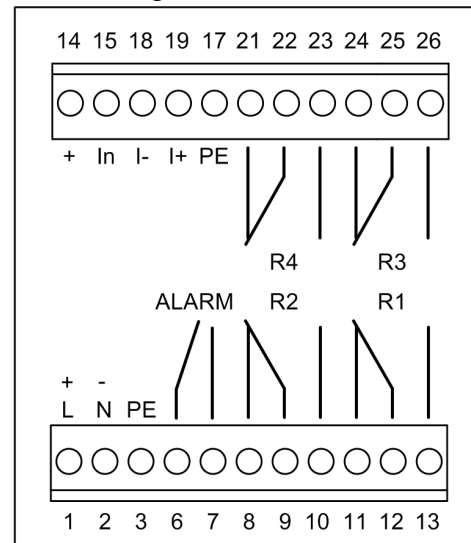 14 15 18 19 17 21 22 23 24 25 26
+ In I- I+ PE
R4 R3
ALARM R2 R1
+ -
L N PE
1 2 3 6 7 8 9 10 11 12 13